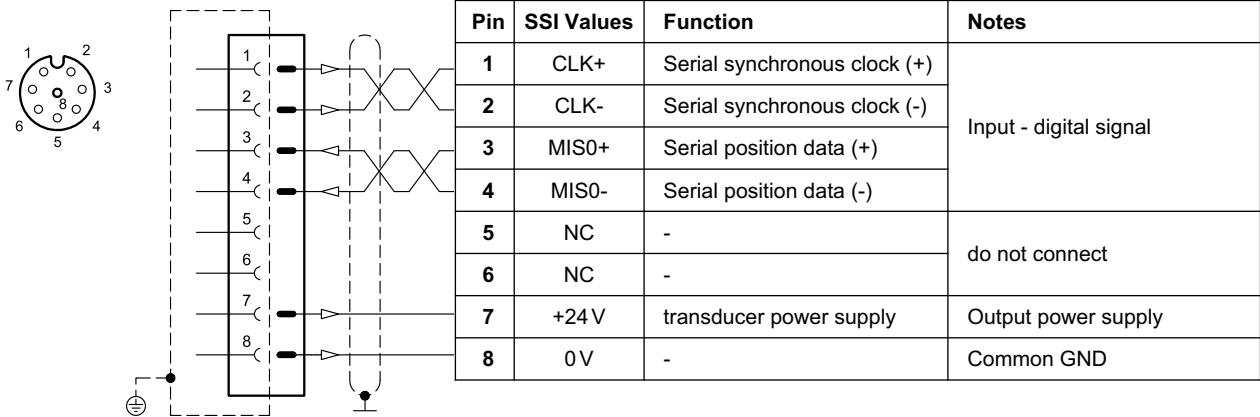 1 2
7 8 3
6 4
5
1
2
3
4
5
6
7
8
Pin SSI Values Function Notes
1 CLK+ Serial synchronous clock (+)
2 CLK- Serial synchronous clock (-)
Input - digital signal
3 MIS0+ Serial position data (+)
4 MIS0- Serial position data (-)
5 NC -
do not connect
6 NC -
7 +24 V transducer power supply Output power supply
8 0 V - Common GND